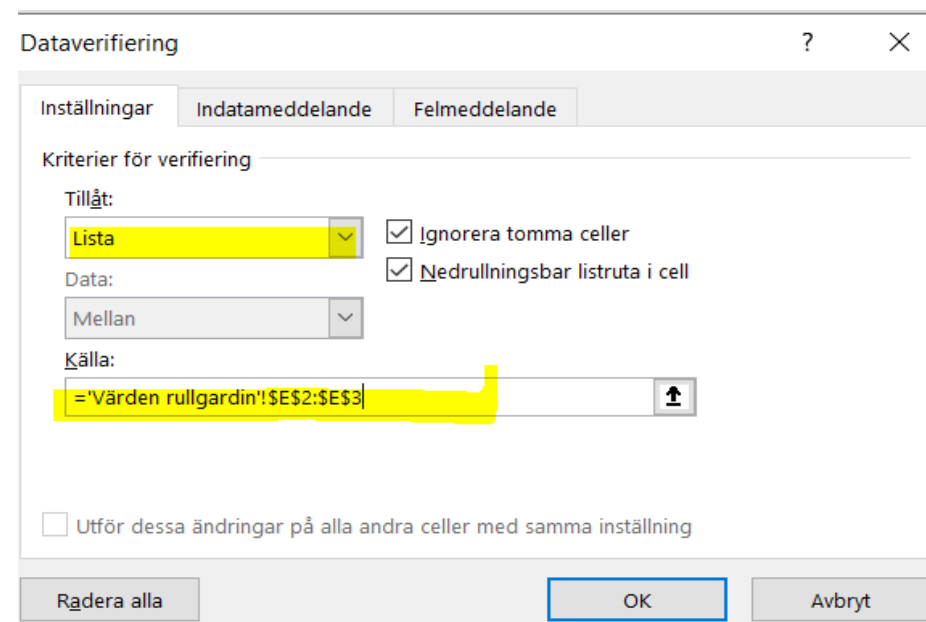 Dataverifiering ? ×
Inställningar Indatameddelande Felmeddelande
Kriterier för verifiering
Tillåt:
Lista Ignorera tomma celler
Data: Nedrullningsbar listruta i cell
Mellan
Källa:
='Värden rullgardin'!$E$2:$E$3
Utför dessa ändringar på alla andra celler med samma inställning
Radera alla OK Avbryt